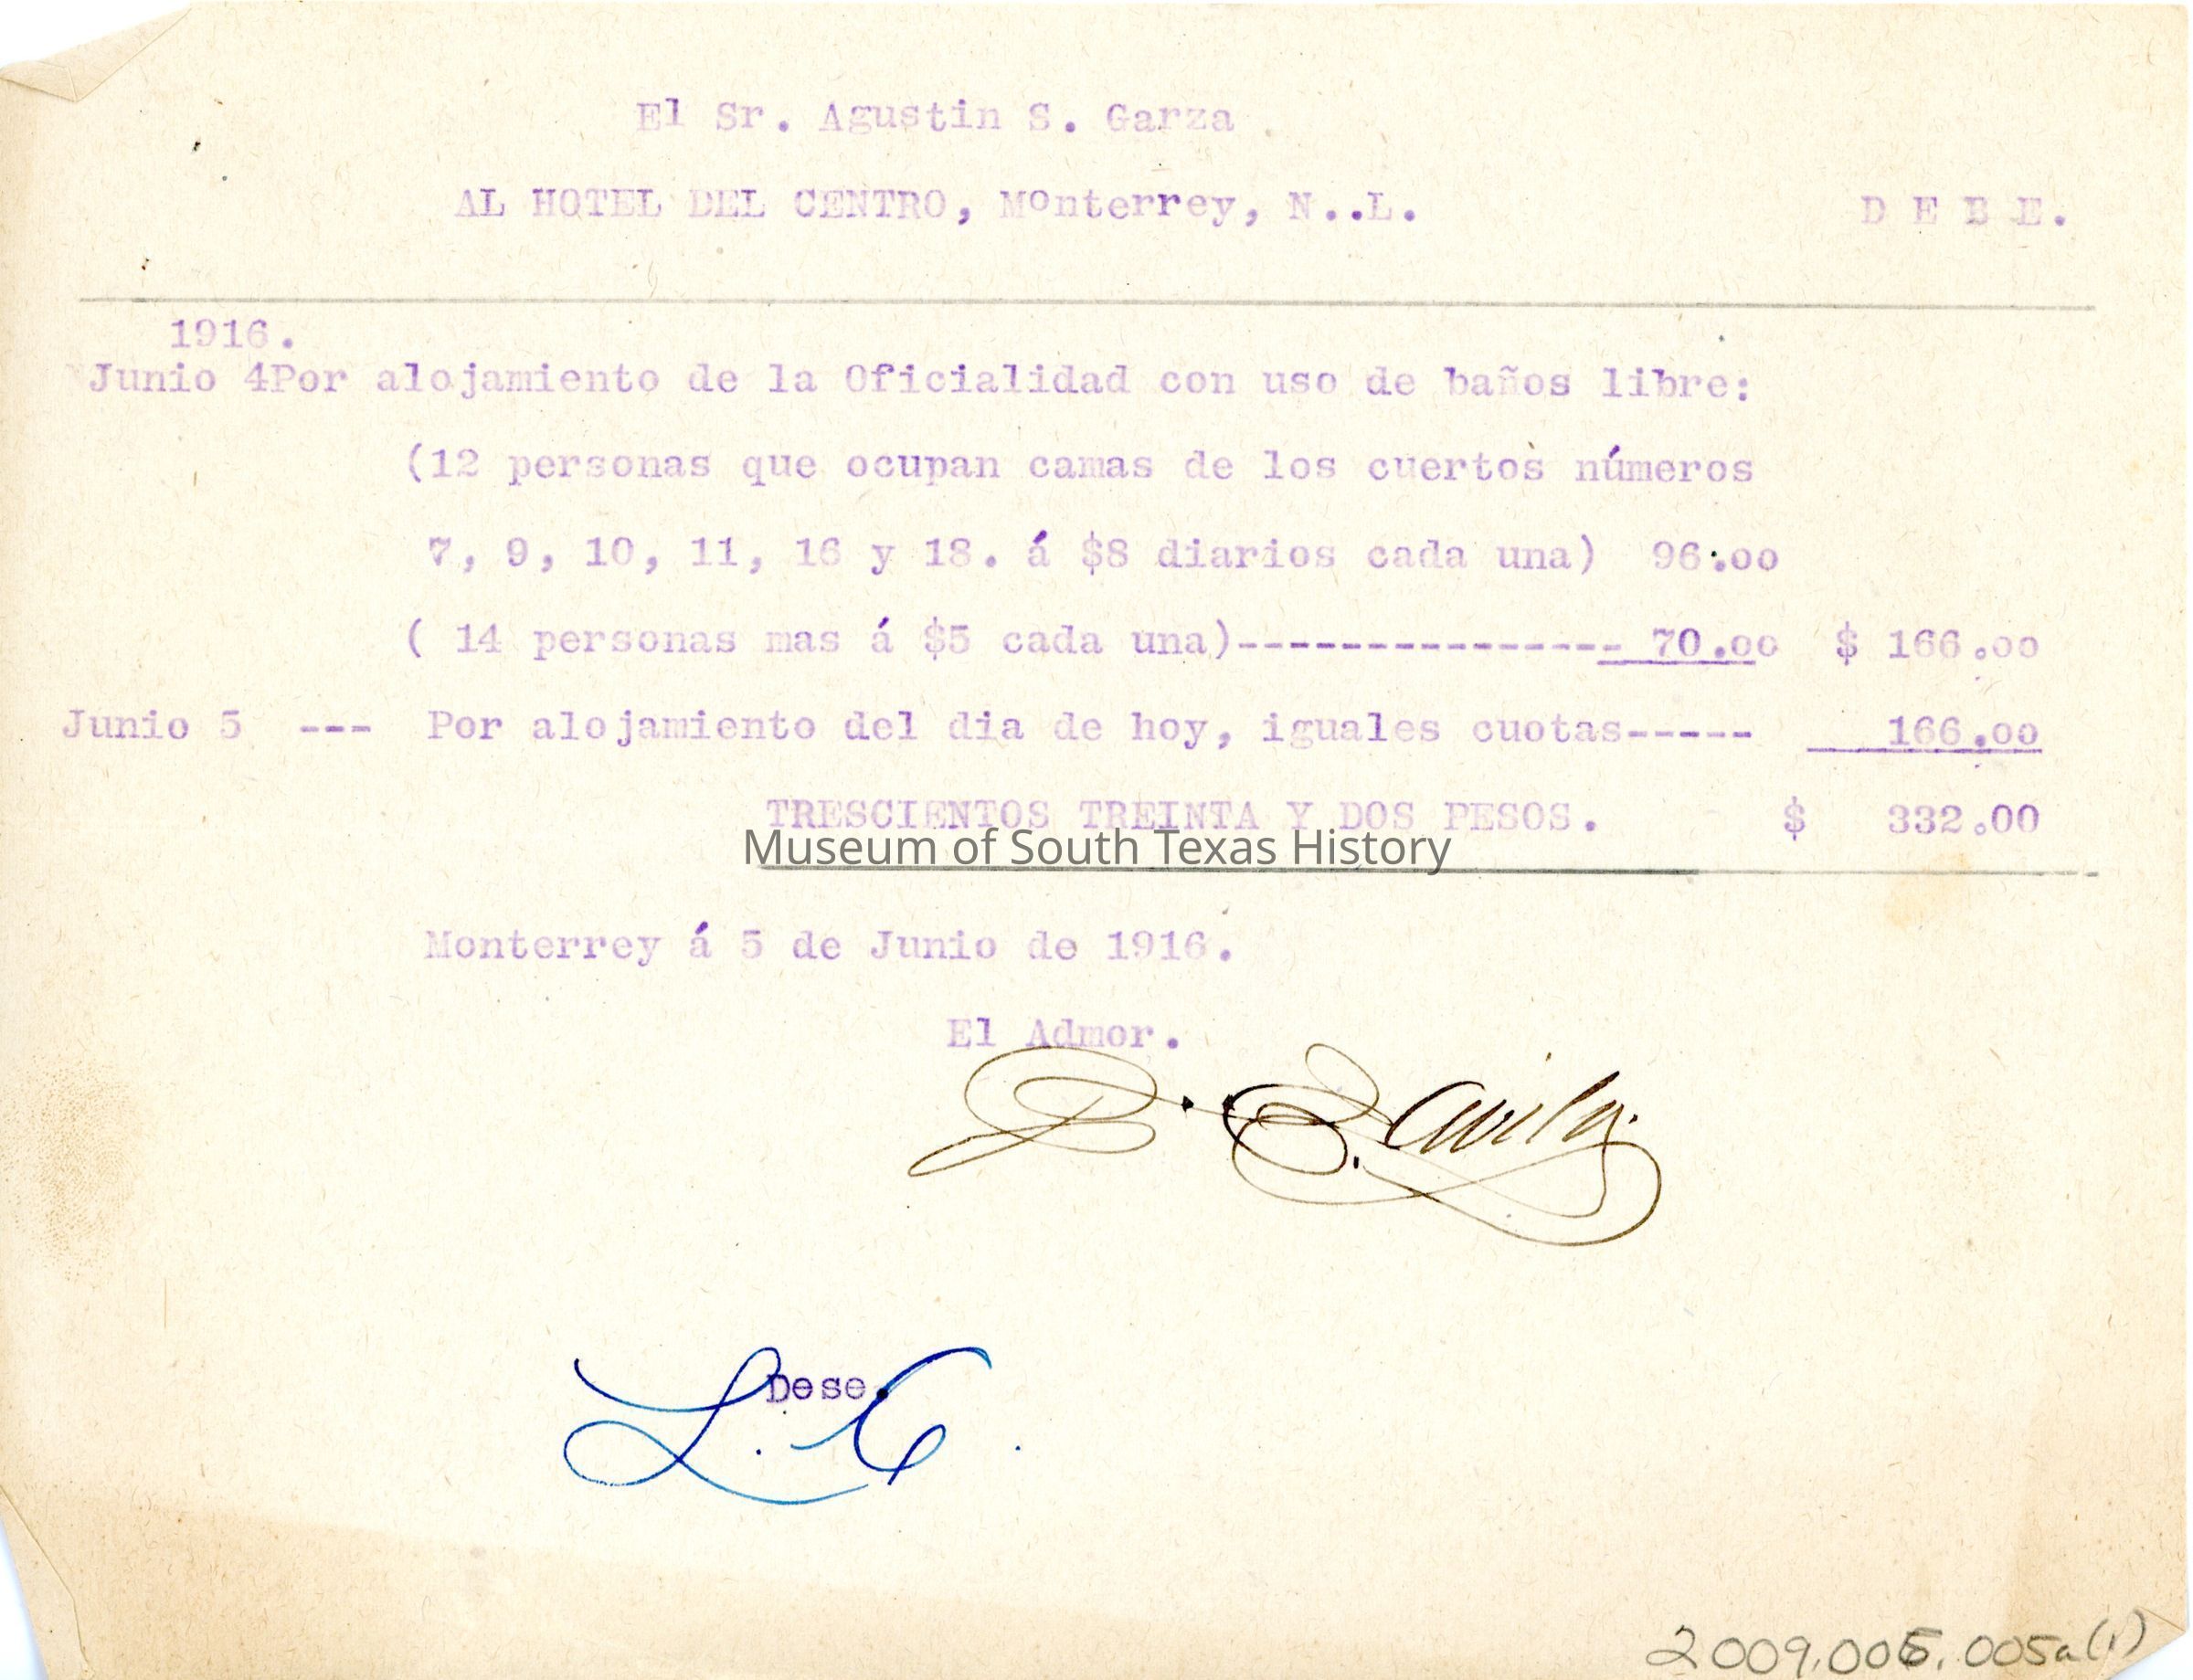 El Sr. Agustin S. Garza
AL HOTEL DEL CENTRO, Monterrey, N..L. D E B E.
1916.
Junio 4Por alojamiento de la Oficialidad con uso de baños libre:
(12 personas que ocupan camas de los cuertos números
7, 9, 10, 11, 16 y 18. á $8 diarios cada una) 96.00
( 14 personas mas á $5 cada una)---------------- 70.00 $ 166.00
Junio 5 --- Por alojamiento del dia de hoy, iguales cuotas----- 166.00
TRESCIENTOS TREINTA Y DOS PESOS. $ 332.00
Museum of South Texas History
Monterrey á 5 de Junio de 1916.
El Admor.
Dese.
2009.005.005a(1)